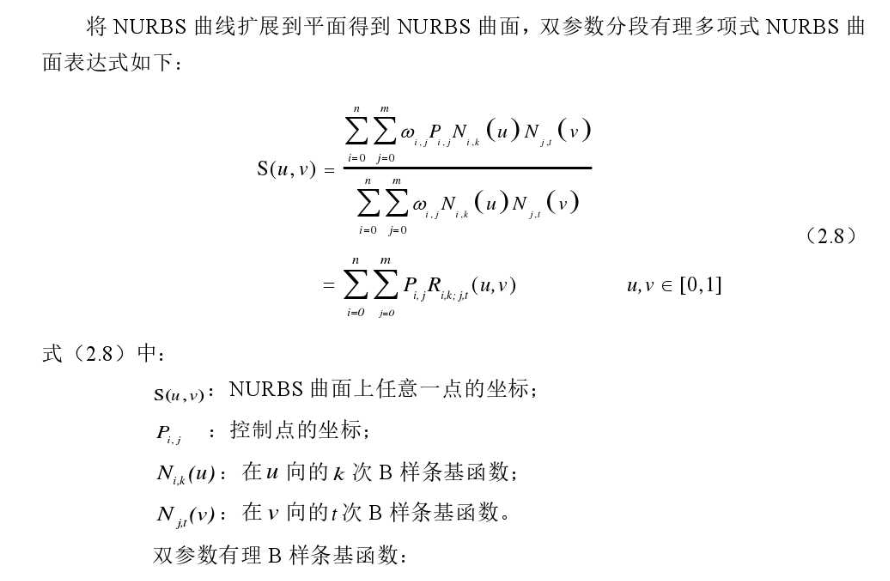 将 NURBS 曲线扩展到平面得到 NURBS 曲面，双参数分段有理多项式 NURBS 曲
面表达式如下：
S(u,v) = \frac{\sum_{i=0}^{n}\sum_{j=0}^{m} ω_{i,j} P_{i,j} N_{i,k}(u) N_{j,t}(v)}{\sum_{i=0}^{n}\sum_{j=0}^{m} ω_{i,j} N_{i,k}(u) N_{j,t}(v)}
（2.8）
= \sum_{i=0}^{n}\sum_{j=0}^{m} P_{i,j} R_{i,k;j,t}(u,v) u,v ∈ [0,1]
式（2.8）中：
S(u,v)：NURBS 曲面上任意一点的坐标；
P_{i,j} ：控制点的坐标；
N_{i,k}(u)：在 u 向的 k 次 B 样条基函数；
N_{j,t}(v)：在 v 向的 t 次 B 样条基函数。
双参数有理 B 样条基函数：